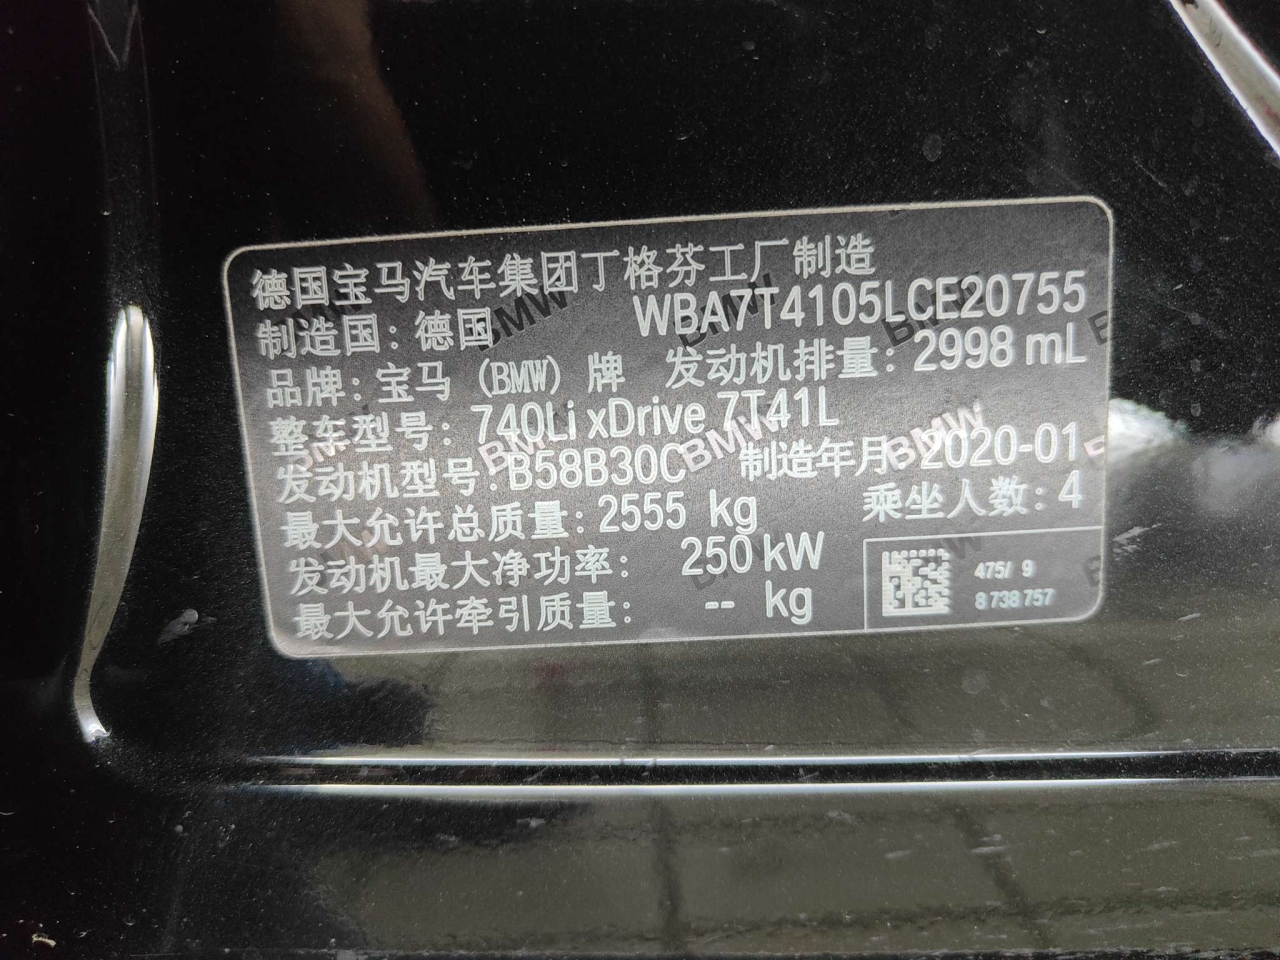 德国宝马汽车集团丁格芬工厂制造
制造国：德国 WBA7T4105LCE20755
品牌：宝马（BMW）牌 发动机排量：2998 mL
整车型号：740Li xDrive 7T41L
发动机型号：B58B30C 制造年月：2020-01
最大允许总质量：2555 kg 乘坐人数：4
发动机最大净功率：250 kW
最大允许牵引质量：-- kg
475/ 9
8 738 757